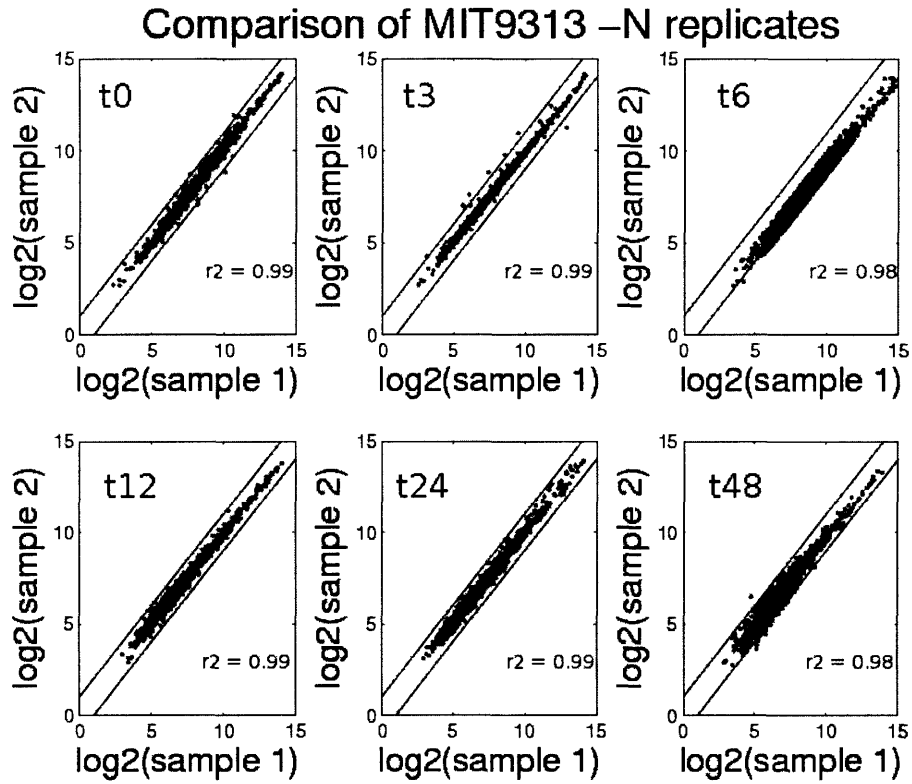 Comparison of MIT9313 –N replicates
15
10
5
0
log2(sample 2)
t0
r2 = 0.99
0 5 10 15
log2(sample 1)
15
10
5
0
log2(sample 2)
t3
r2 = 0.99
0 5 10 15
log2(sample 1)
15
10
5
0
log2(sample 2)
t6
r2 = 0.98
0 5 10 15
log2(sample 1)
15
10
5
0
log2(sample 2)
t12
r2 = 0.99
0 5 10 15
log2(sample 1)
15
10
5
0
log2(sample 2)
t24
r2 = 0.99
0 5 10 15
log2(sample 1)
15
10
5
0
log2(sample 2)
t48
r2 = 0.98
0 5 10 15
log2(sample 1)